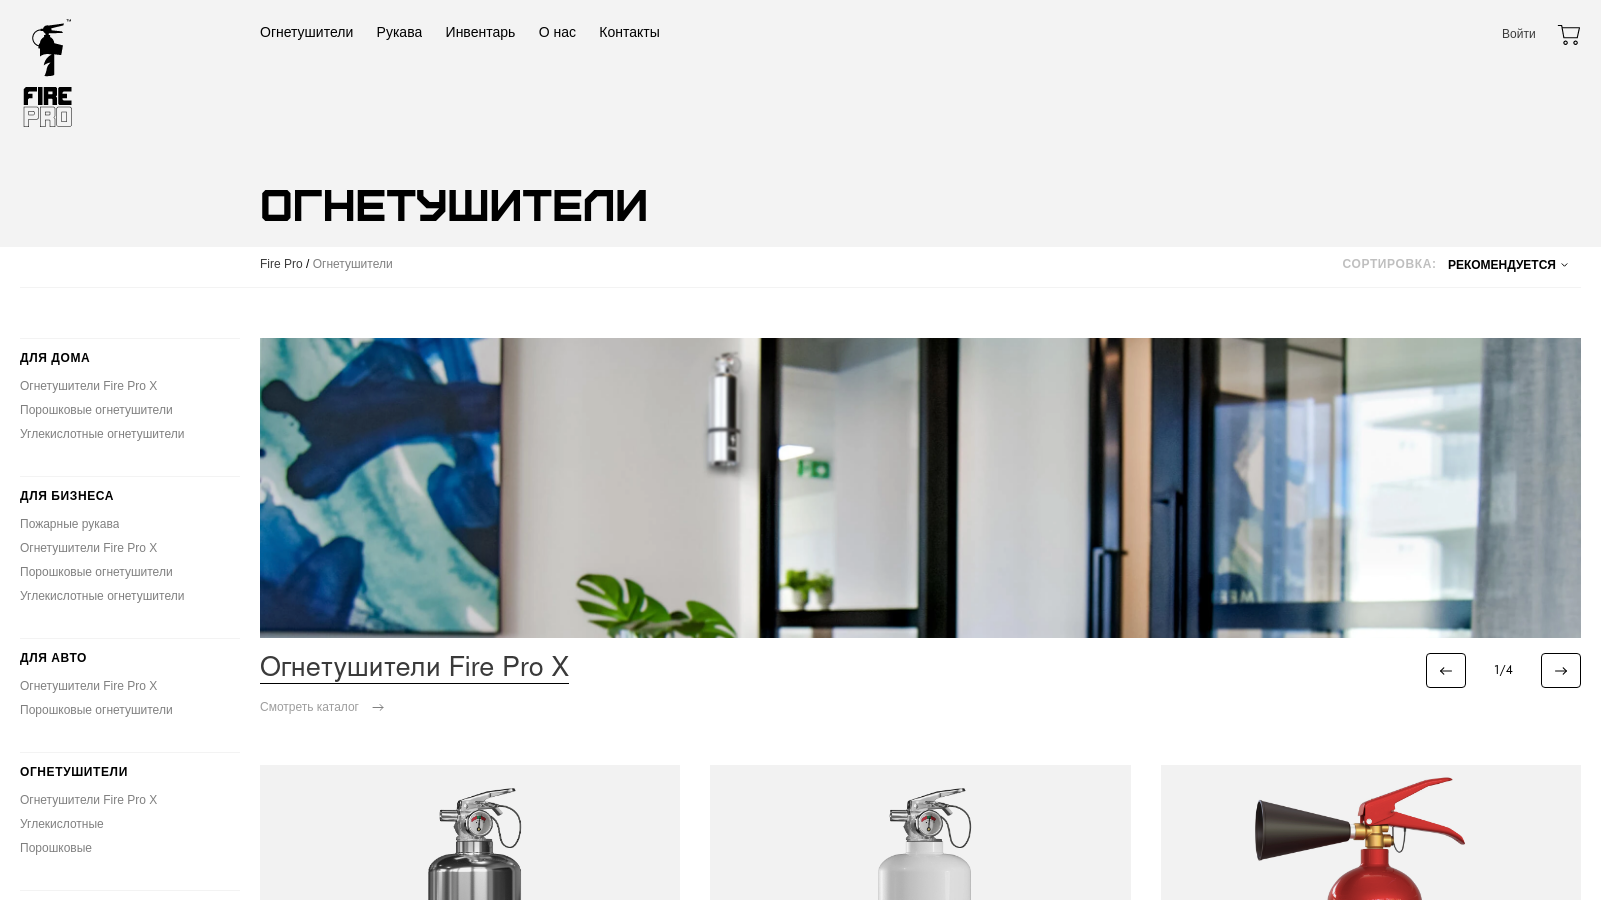 Огнетушители Рукава Инвентарь О нас Контакты
Войти
™
FIRE
PRO
ОГНЕТУШИТЕЛИ
Fire Pro / Огнетушители
СОРТИРОВКА: РЕКОМЕНДУЕТСЯ
ДЛЯ ДОМА
Огнетушители Fire Pro X
Порошковые огнетушители
Углекислотные огнетушители
ДЛЯ БИЗНЕСА
Пожарные рукава
Огнетушители Fire Pro X
Порошковые огнетушители
Углекислотные огнетушители
ДЛЯ АВТО
Огнетушители Fire Pro X
Порошковые огнетушители
ОГНЕТУШИТЕЛИ
Огнетушители Fire Pro X
Углекислотные
Порошковые
Огнетушители Fire Pro X
← 1/4 →
Смотреть каталог →